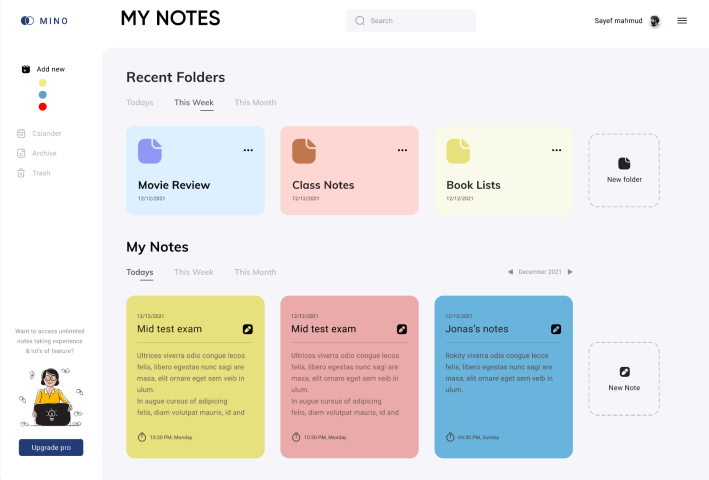 MINO
MY NOTES
Search
Sayef mahmud
Add new
Calander
Archive
Trash
Want to access unlimited
notes taking experience
& lot's of feature?
Upgrade pro
Recent Folders
Todays
This Week
This Month
Movie Review
12/12/2021
Class Notes
12/12/2021
Book Lists
12/12/2021
New folder
My Notes
Todays
This Week
This Month
December 2021
12/12/2021
Mid test exam
Ultrices viverra odio congue lecos
felis, libero egestas nunc sagi are
masa, elit ornare eget sem veib in
ulum.
In augue cursus of adipicing
felis, diam volutpat mauris, id and
10:30 PM, Monday
12/12/2021
Mid test exam
Ultrices viverra odio congue lecos
felis, libero egestas nunc sagi are
masa, elit ornare eget sem veib in
ulum.
In augue cursus of adipicing
felis, diam volutpat mauris, id and
10:30 PM, Monday
12/12/2021
Jonas's notes
Rokity viverra odio congue lecos
felis, libero egestas nunc sagi are
masa, elit ornare eget sem veib in
ulum.
04:30 PM, Sunday
New Note